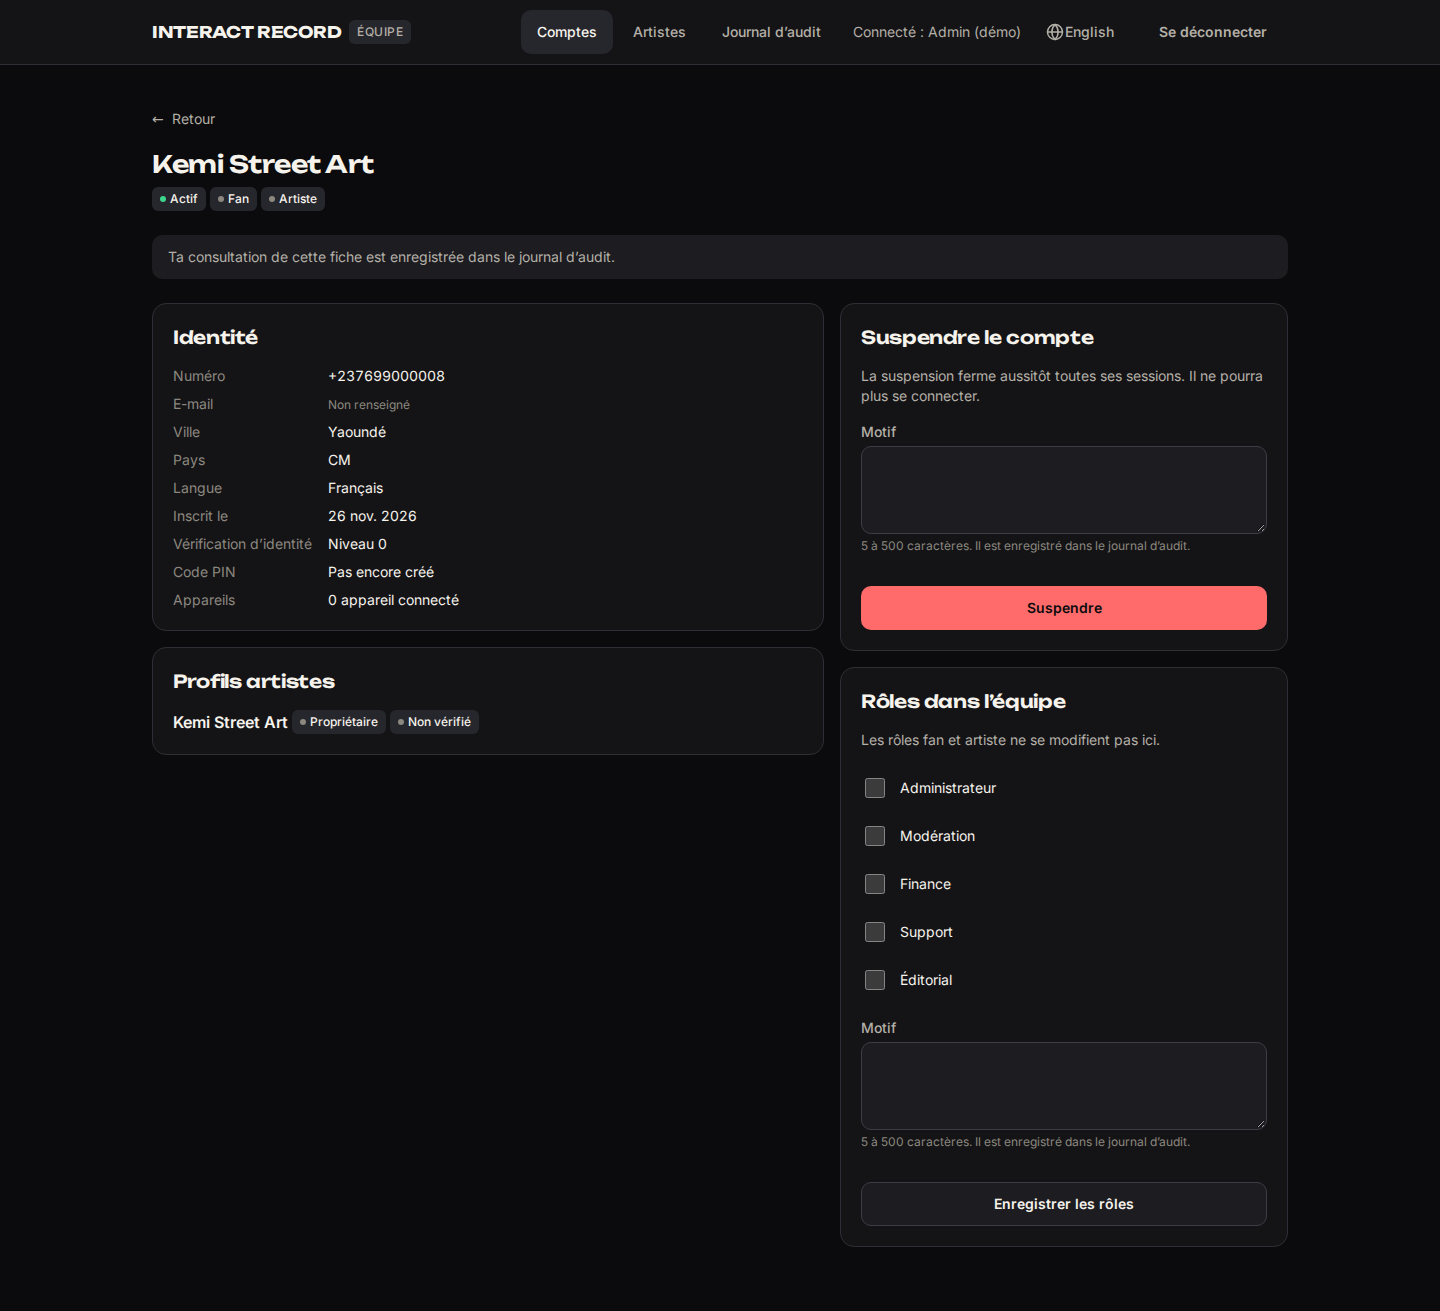 INTERACT RECORD ÉQUIPE Comptes Artistes Journal d’audit Connecté : Admin (démo) English Se déconnecter
← Retour
Kemi Street Art
Actif Fan Artiste
Ta consultation de cette fiche est enregistrée dans le journal d’audit.
Identité
Numéro +237699000008
E-mail Non renseigné
Ville Yaoundé
Pays CM
Langue Français
Inscrit le 26 nov. 2026
Vérification d’identité Niveau 0
Code PIN Pas encore créé
Appareils 0 appareil connecté
Profils artistes
Kemi Street Art Propriétaire Non vérifié
Suspendre le compte
La suspension ferme aussitôt toutes ses sessions. Il ne pourra
plus se connecter.
Motif
5 à 500 caractères. Il est enregistré dans le journal d’audit.
Suspendre
Rôles dans l’équipe
Les rôles fan et artiste ne se modifient pas ici.
Administrateur
Modération
Finance
Support
Éditorial
Motif
5 à 500 caractères. Il est enregistré dans le journal d’audit.
Enregistrer les rôles